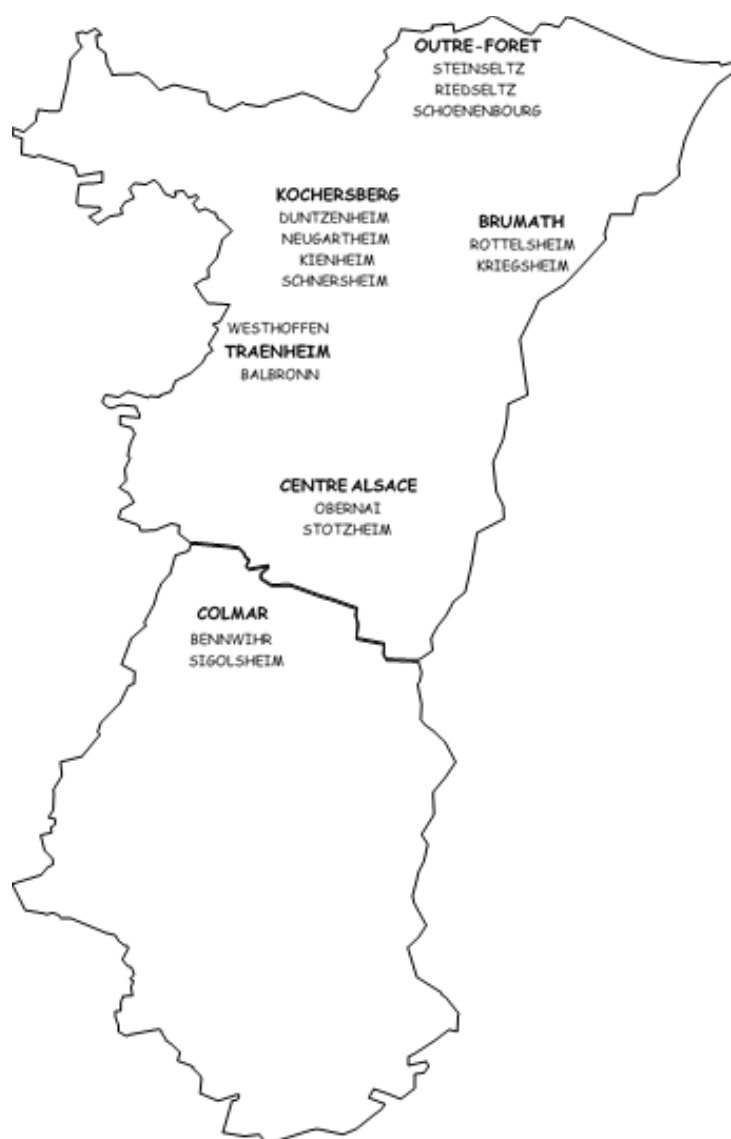 OUTRE-FORET
STEINSELTZ
RIEDSELTZ
SCHOENENBOURG
KOCHERSBERG
DUNTZENHEIM
NEUGARTHEIM
KIENHEIM
SCHNERSHEIM
BRUMATH
ROTTELSHEIM
KRIEGSHEIM
WESTHOFFEN
TRAENHEIM
BALBRONN
CENTRE ALSACE
OBERNAI
STOTZHEIM
COLMAR
BENNWIHR
SIGOLSHEIM